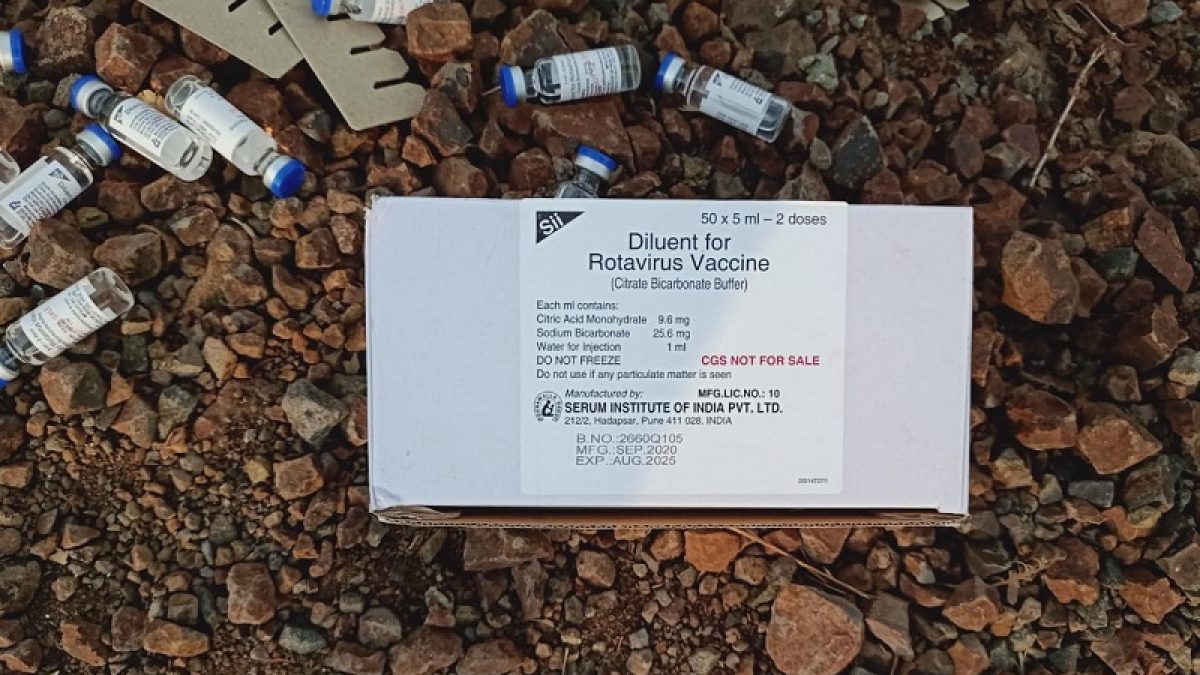 Sil
50 x 5 ml – 2 doses
Diluent for
Rotavirus Vaccine
(Citrate Bicarbonate Buffer)
Each ml contains:
Citric Acid Monohydrate 9.6 mg
Sodium Bicarbonate 25.6 mg
Water for Injection 1 ml
DO NOT FREEZE CGS NOT FOR SALE
Do not use if any particulate matter is seen
Manufactured by: MFG.LIC.NO.: 10
SERUM INSTITUTE OF INDIA PVT. LTD.
212/2, Hadapsar, Pune 411 028, INDIA
B.NO.:2660Q105
MFG.:SEP.2020
EXP.:AUG.2025